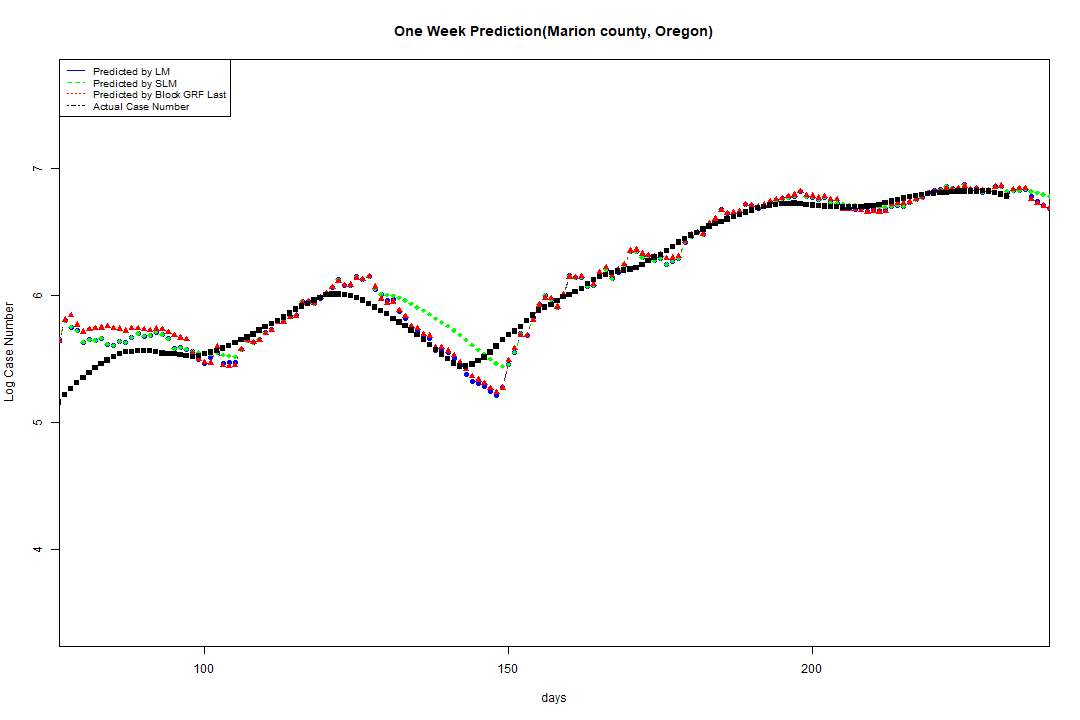 One Week Prediction(Marion county, Oregon)
Predicted by LM
Predicted by SLM
Predicted by Block GRF Last
Actual Case Number
7
6
5
4
Log Case Number
100 150 200
days